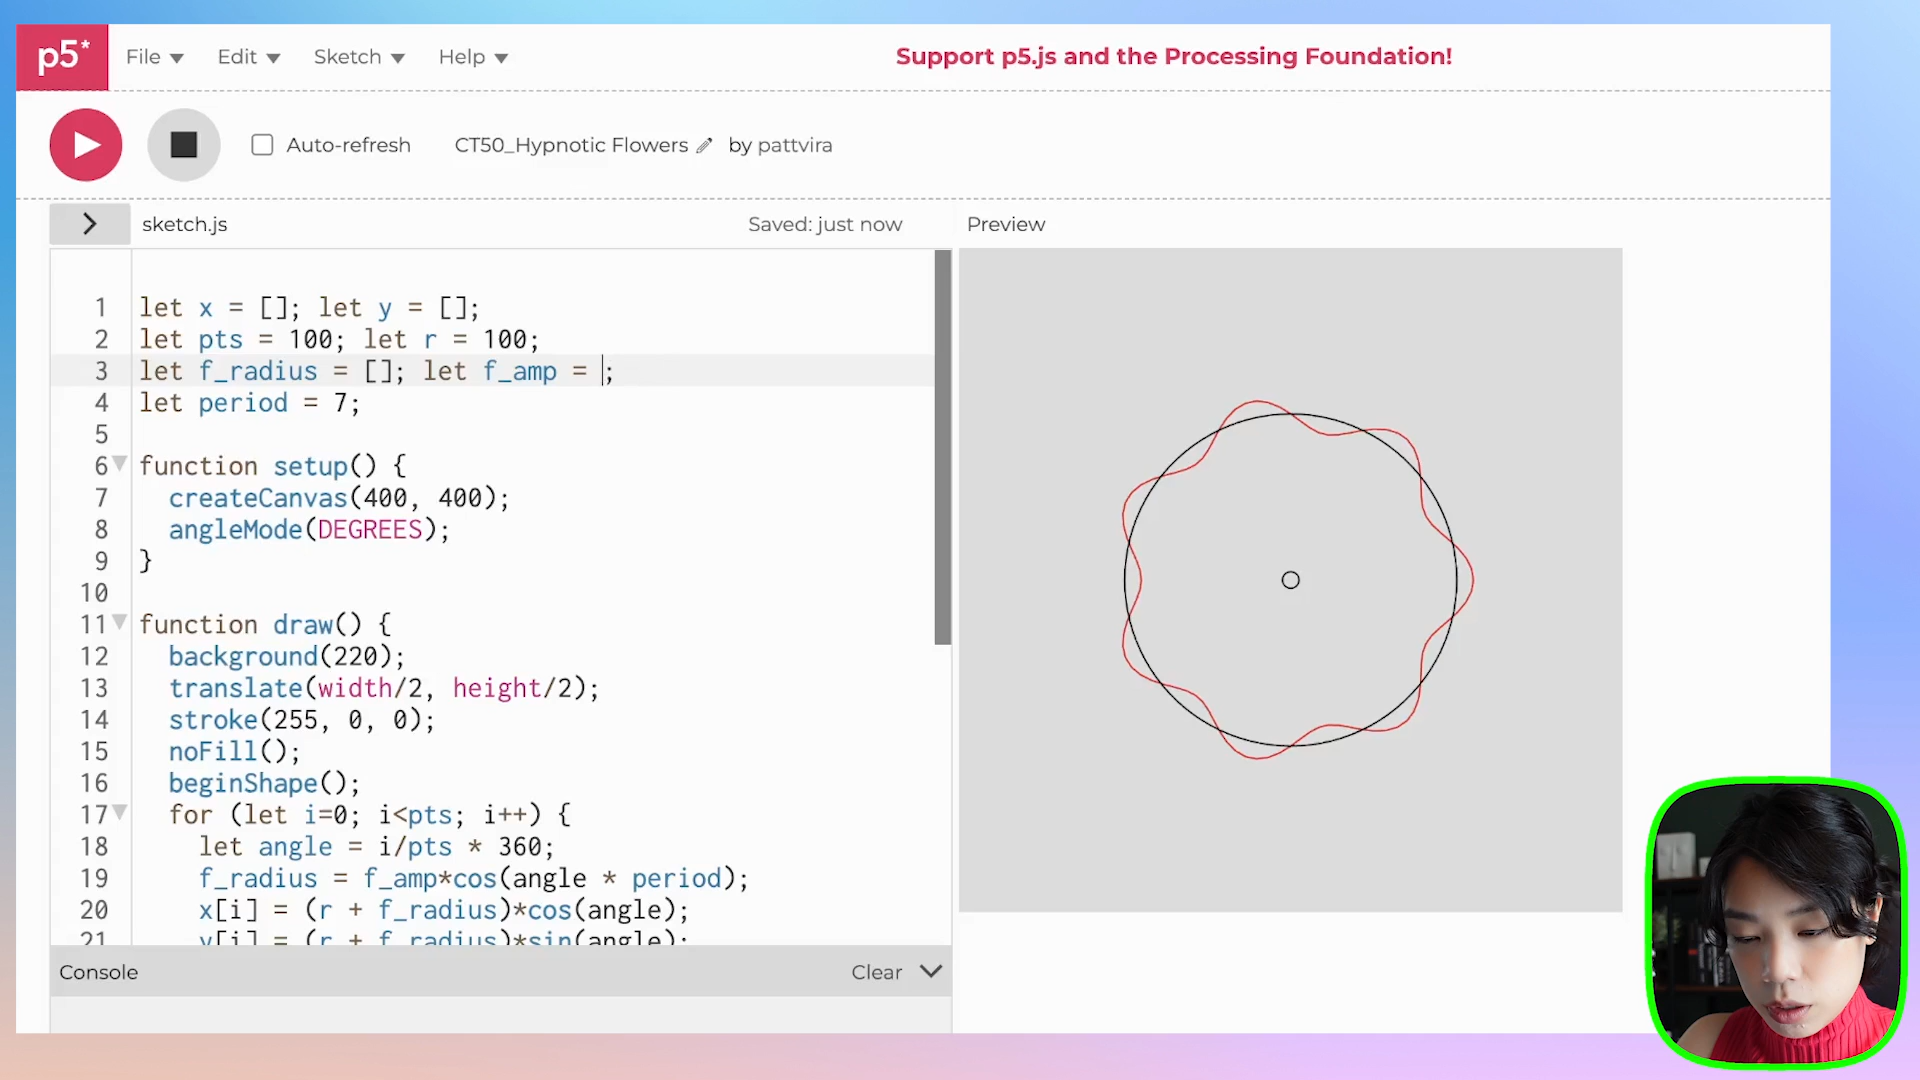 p5*
File Edit Sketch Help Support p5.js and the Processing Foundation!
Auto-refresh CT50_Hypnotic Flowers by pattvira
sketch.js Saved: just now Preview
1 let x = []; let y = [];
2 let pts = 100; let r = 100;
3 let f_radius = []; let f_amp = ;
4 let period = 7;
5
6 function setup() {
7 createCanvas(400, 400);
8 angleMode(DEGREES);
9 }
10
11 function draw() {
12 background(220);
13 translate(width/2, height/2);
14 stroke(255, 0, 0);
15 noFill();
16 beginShape();
17 for (let i=0; i<pts; i++) {
18 let angle = i/pts * 360;
19 f_radius = f_amp*cos(angle * period);
20 x[i] = (r + f_radius)*cos(angle);
21 y[i] = (r + f_radius)*sin(angle);
Console Clear